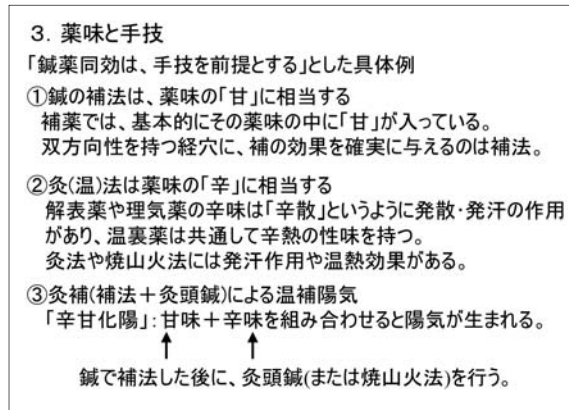 ３．薬味と手技
「鍼薬同効は、手技を前提とする」とした具体例
①鍼の補法は、薬味の「甘」に相当する
補薬では、基本的にその薬味の中に「甘」が入っている。
双方向性を持つ経穴に、補の効果を確実に与えるのは補法。
②灸(温)法は薬味の「辛」に相当する
解表薬や理気薬の辛味は「辛散」というように発散・発汗の作用
があり、温裏薬は共通して辛熱の性味を持つ。
灸法や焼山火法には発汗作用や温熱効果がある。
③灸補(補法＋灸頭鍼)による温補陽気
「辛甘化陽」：甘味＋辛味を組み合わせると陽気が生まれる。
鍼で補法した後に、灸頭鍼(または焼山火法)を行う。